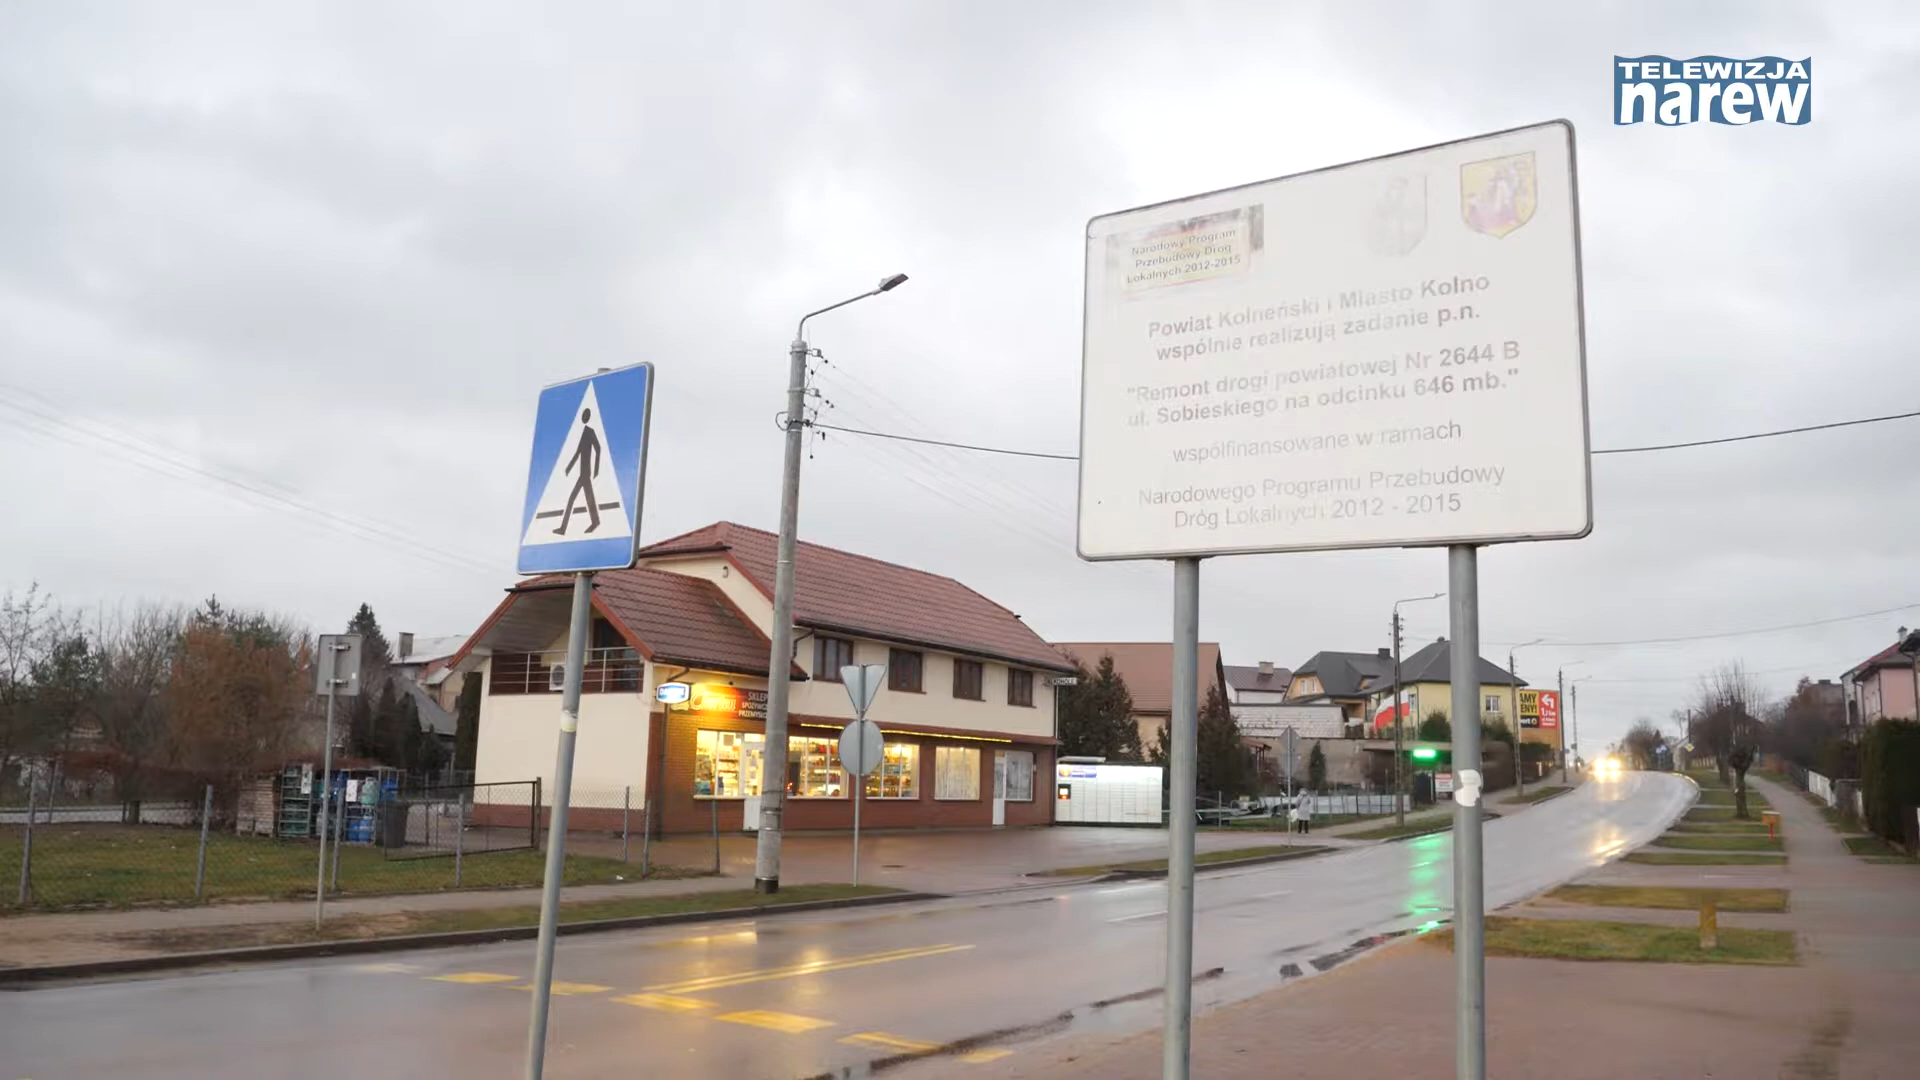 TELEWIZJA
narew
Narodowy Program
Przebudowy Dróg
Lokalnych 2012-2015
Powiat Kolneński i Miasto Kolno
wspólnie realizują zadanie p.n.
"Remont drogi powiatowej Nr 2644 B
ul. Sobieskiego na odcinku 646 mb."
współfinansowane w ramach
Narodowego Programu Przebudowy
Dróg Lokalnych 2012 - 2015
SKLEP